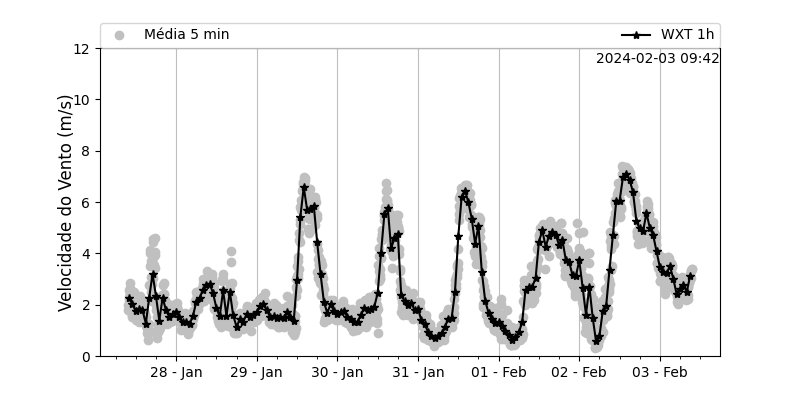 Média 5 min
WXT 1h
2024-02-03 09:42
Velocidade do Vento (m/s)
12
10
8
6
4
2
0
28 - Jan
29 - Jan
30 - Jan
31 - Jan
01 - Feb
02 - Feb
03 - Feb